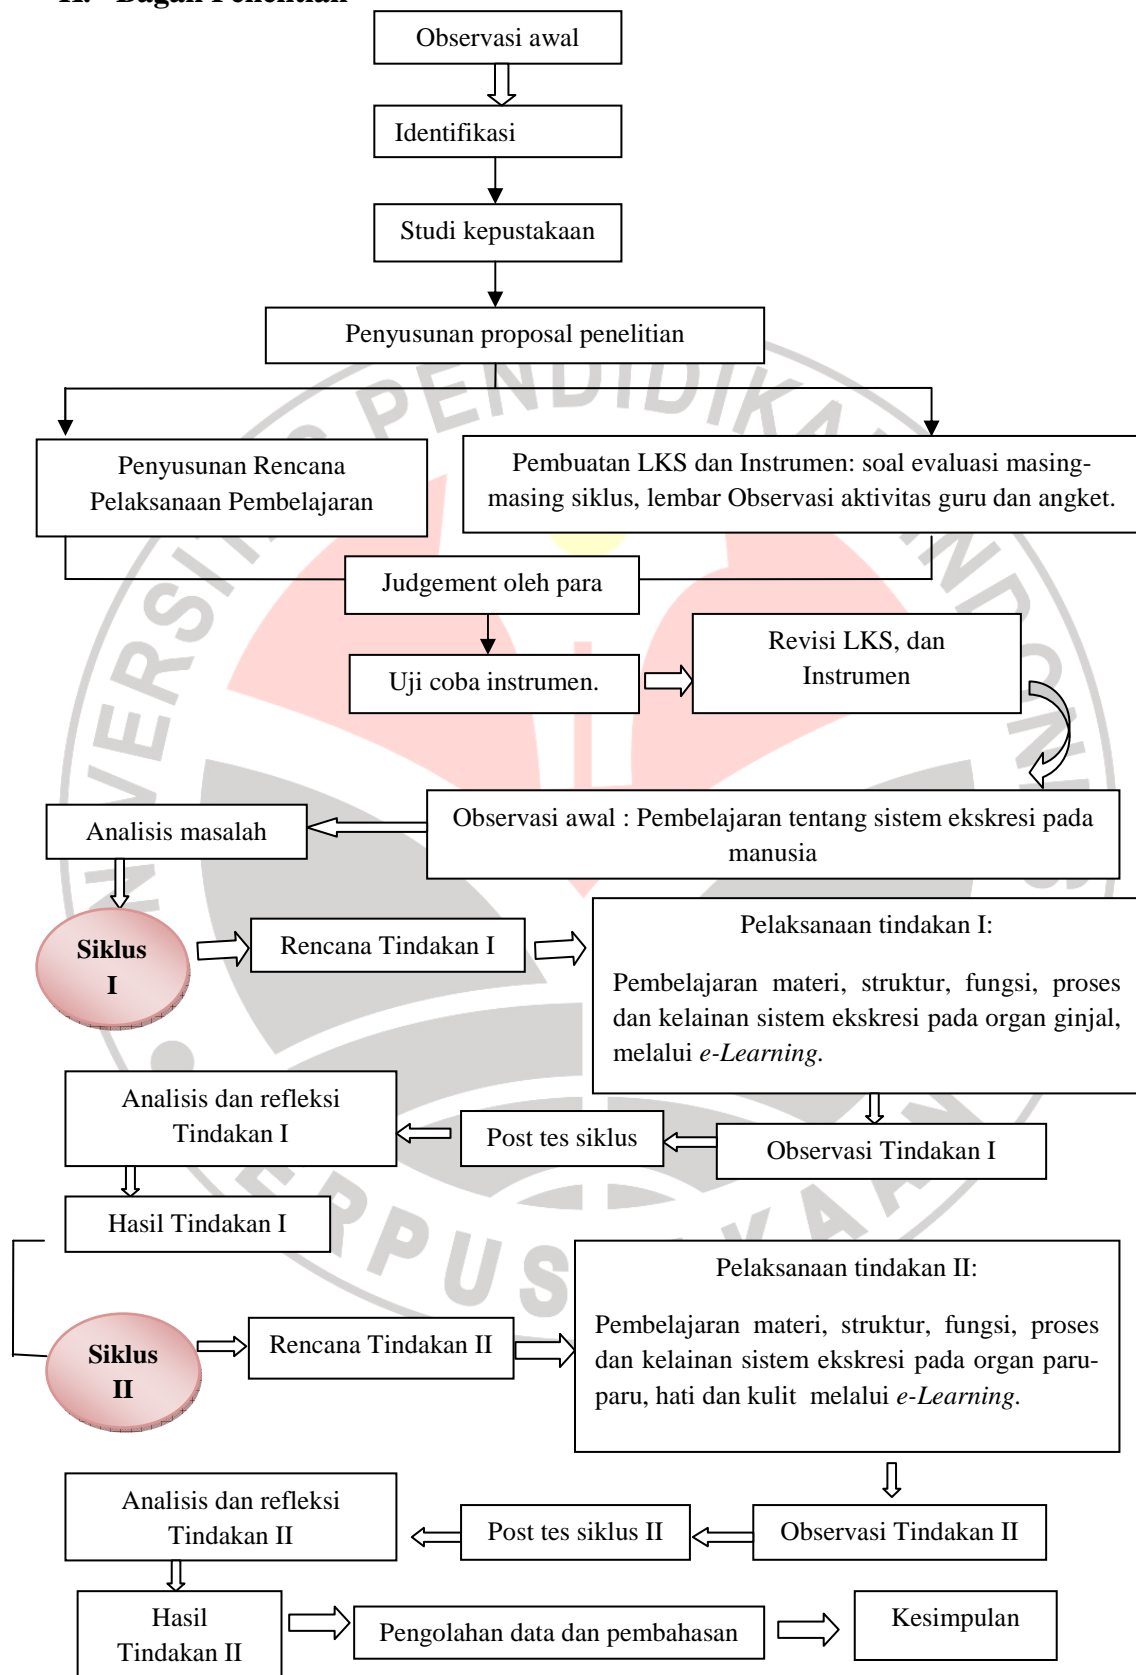 Bagan Penelitian
Observasi awal
Identifikasi
Studi kepustakaan
Penyusunan proposal penelitian
Penyusunan Rencana
Pelaksanaan Pembelajaran
Pembuatan LKS dan Instrumen: soal evaluasi masing-
masing siklus, lembar Observasi aktivitas guru dan angket.
Judgement oleh para
Uji coba instrumen.
Revisi LKS, dan
Instrumen
Observasi awal : Pembelajaran tentang sistem ekskresi pada
manusia
Analisis masalah
Siklus
I
Rencana Tindakan I
Pelaksanaan tindakan I:
Pembelajaran materi, struktur, fungsi, proses
dan kelainan sistem ekskresi pada organ ginjal,
melalui e-Learning.
Observasi Tindakan I
Post tes siklus
Analisis dan refleksi
Tindakan I
Hasil Tindakan I
Siklus
II
Rencana Tindakan II
Pelaksanaan tindakan II:
Pembelajaran materi, struktur, fungsi, proses
dan kelainan sistem ekskresi pada organ paru-
paru, hati dan kulit melalui e-Learning.
Observasi Tindakan II
Post tes siklus II
Analisis dan refleksi
Tindakan II
Hasil
Tindakan II
Pengolahan data dan pembahasan
Kesimpulan